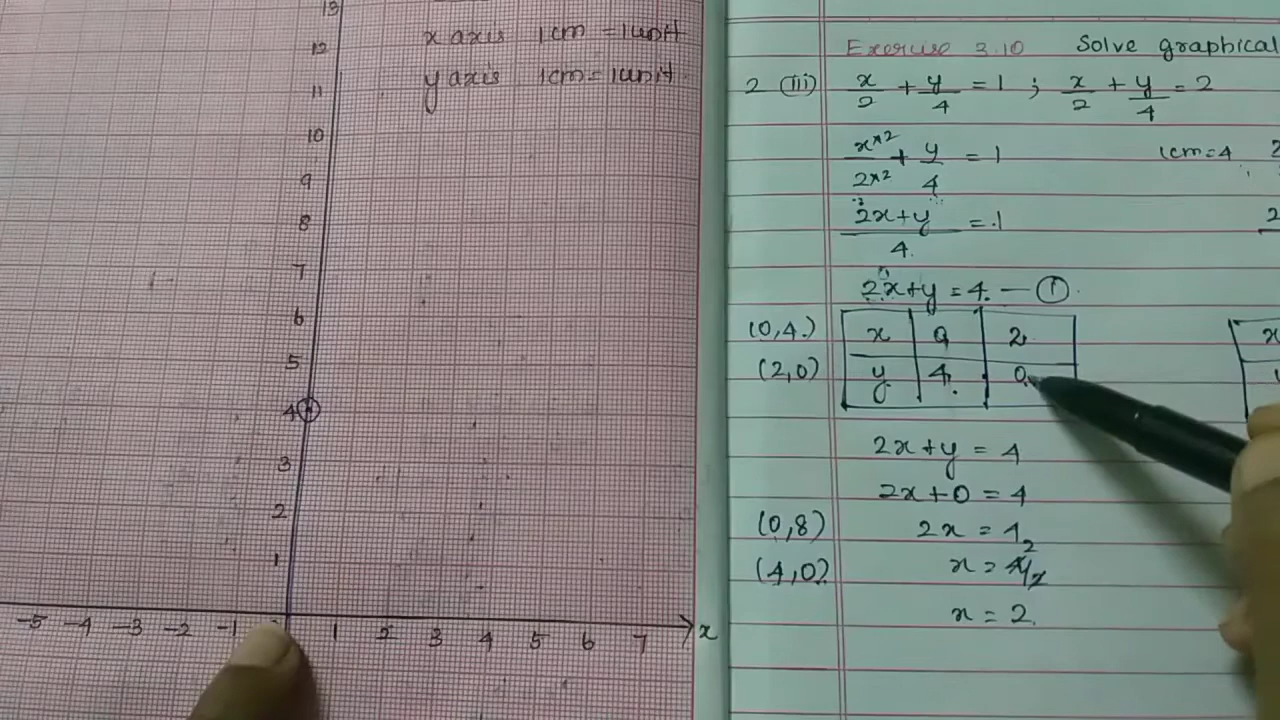 x axis 1cm = 1unit
y axis 1cm = 1unit
13
12
11
10
9
8
7
6
5
4
3
2
1
-5 -4 -3 -2 -1 1 2 3 4 5 6 7 x
Exercise 3.10 Solve graphical
2 (iii) x/2 + y/4 = 1 ; x/2 + y/4 = 2
x×2/2×2 + y/4 = 1
1cm = 4
2x+y/4 = 1
2x+y = 4 — ①
(0,4) x 0 2
(2,0) y 4 0
2x+y = 4
2x+0 = 4
(0,8) 2x = 4
(4,0) x = 4/2 2
x = 2